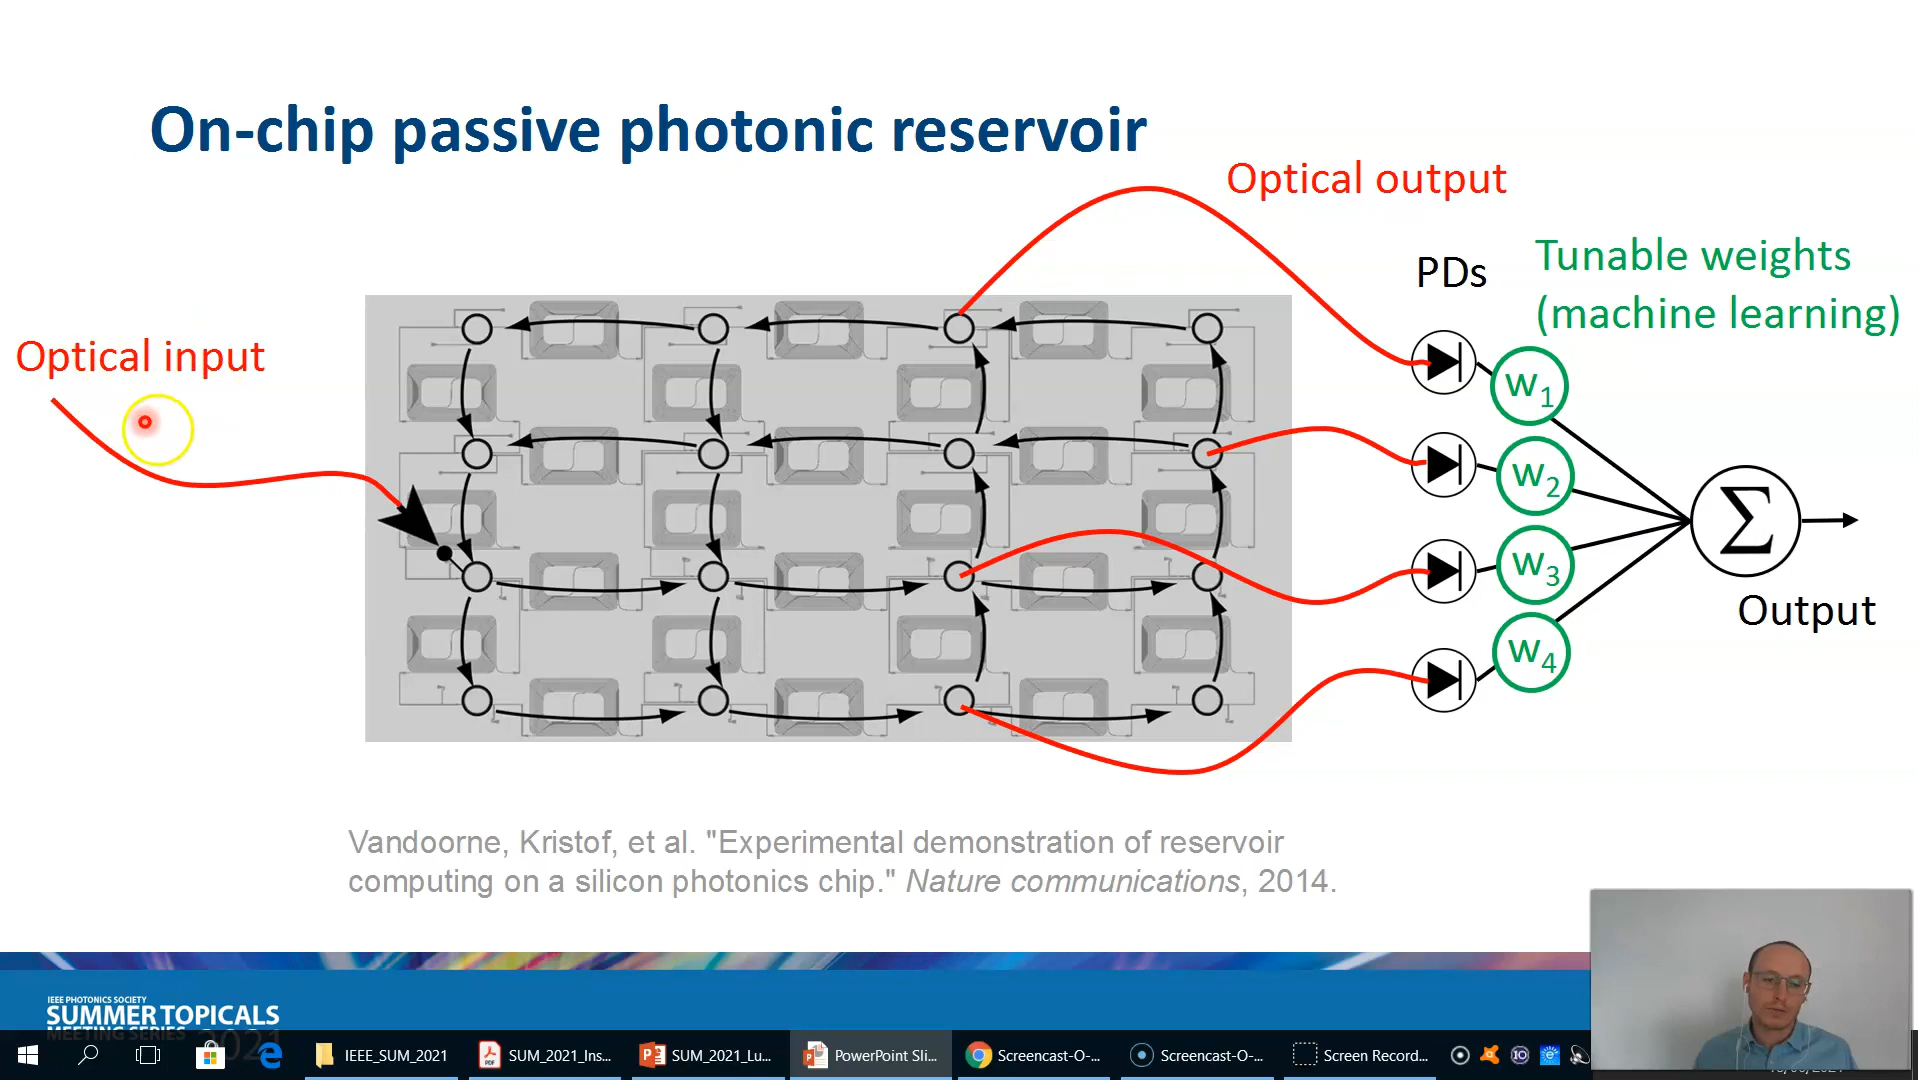 On-chip passive photonic reservoir
Optical output
Optical input
PDs
Tunable weights
(machine learning)
W1
W2
W3
W4
Σ
Output
Vandoorne, Kristof, et al. "Experimental demonstration of reservoir
computing on a silicon photonics chip." Nature communications, 2014.
IEEE PHOTONICS SOCIETY
SUMMER TOPICALS
MEETING SERIES
IEEE_SUM_2021
SUM_2021_Ins...
SUM_2021_Lu...
PowerPoint Sli...
Screencast-O-...
Screencast-O-...
Screen Record...